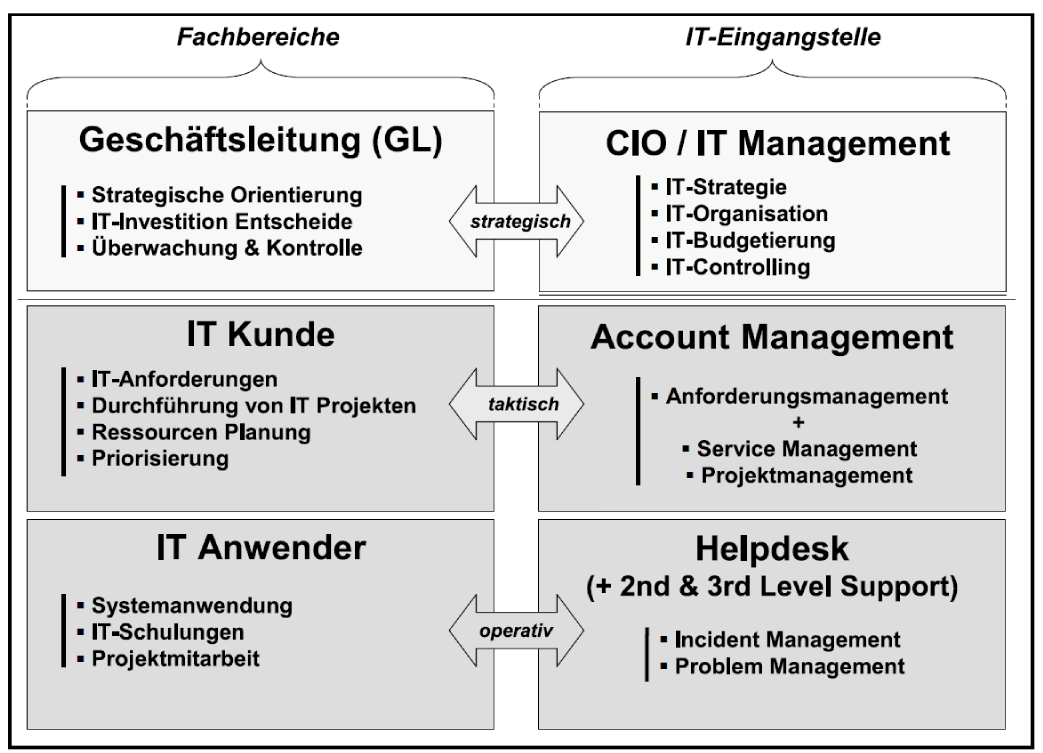 Fachbereiche
IT-Eingangstelle
Geschäftsleitung (GL)
▪ Strategische Orientierung
▪ IT-Investition Entscheide
▪ Überwachung & Kontrolle
strategisch
CIO / IT Management
▪ IT-Strategie
▪ IT-Organisation
▪ IT-Budgetierung
▪ IT-Controlling
IT Kunde
▪ IT-Anforderungen
▪ Durchführung von IT Projekten
▪ Ressourcen Planung
▪ Priorisierung
taktisch
Account Management
▪ Anforderungsmanagement
+
▪ Service Management
▪ Projektmanagement
IT Anwender
▪ Systemanwendung
▪ IT-Schulungen
▪ Projektmitarbeit
operativ
Helpdesk
(+ 2nd & 3rd Level Support)
▪ Incident Management
▪ Problem Management